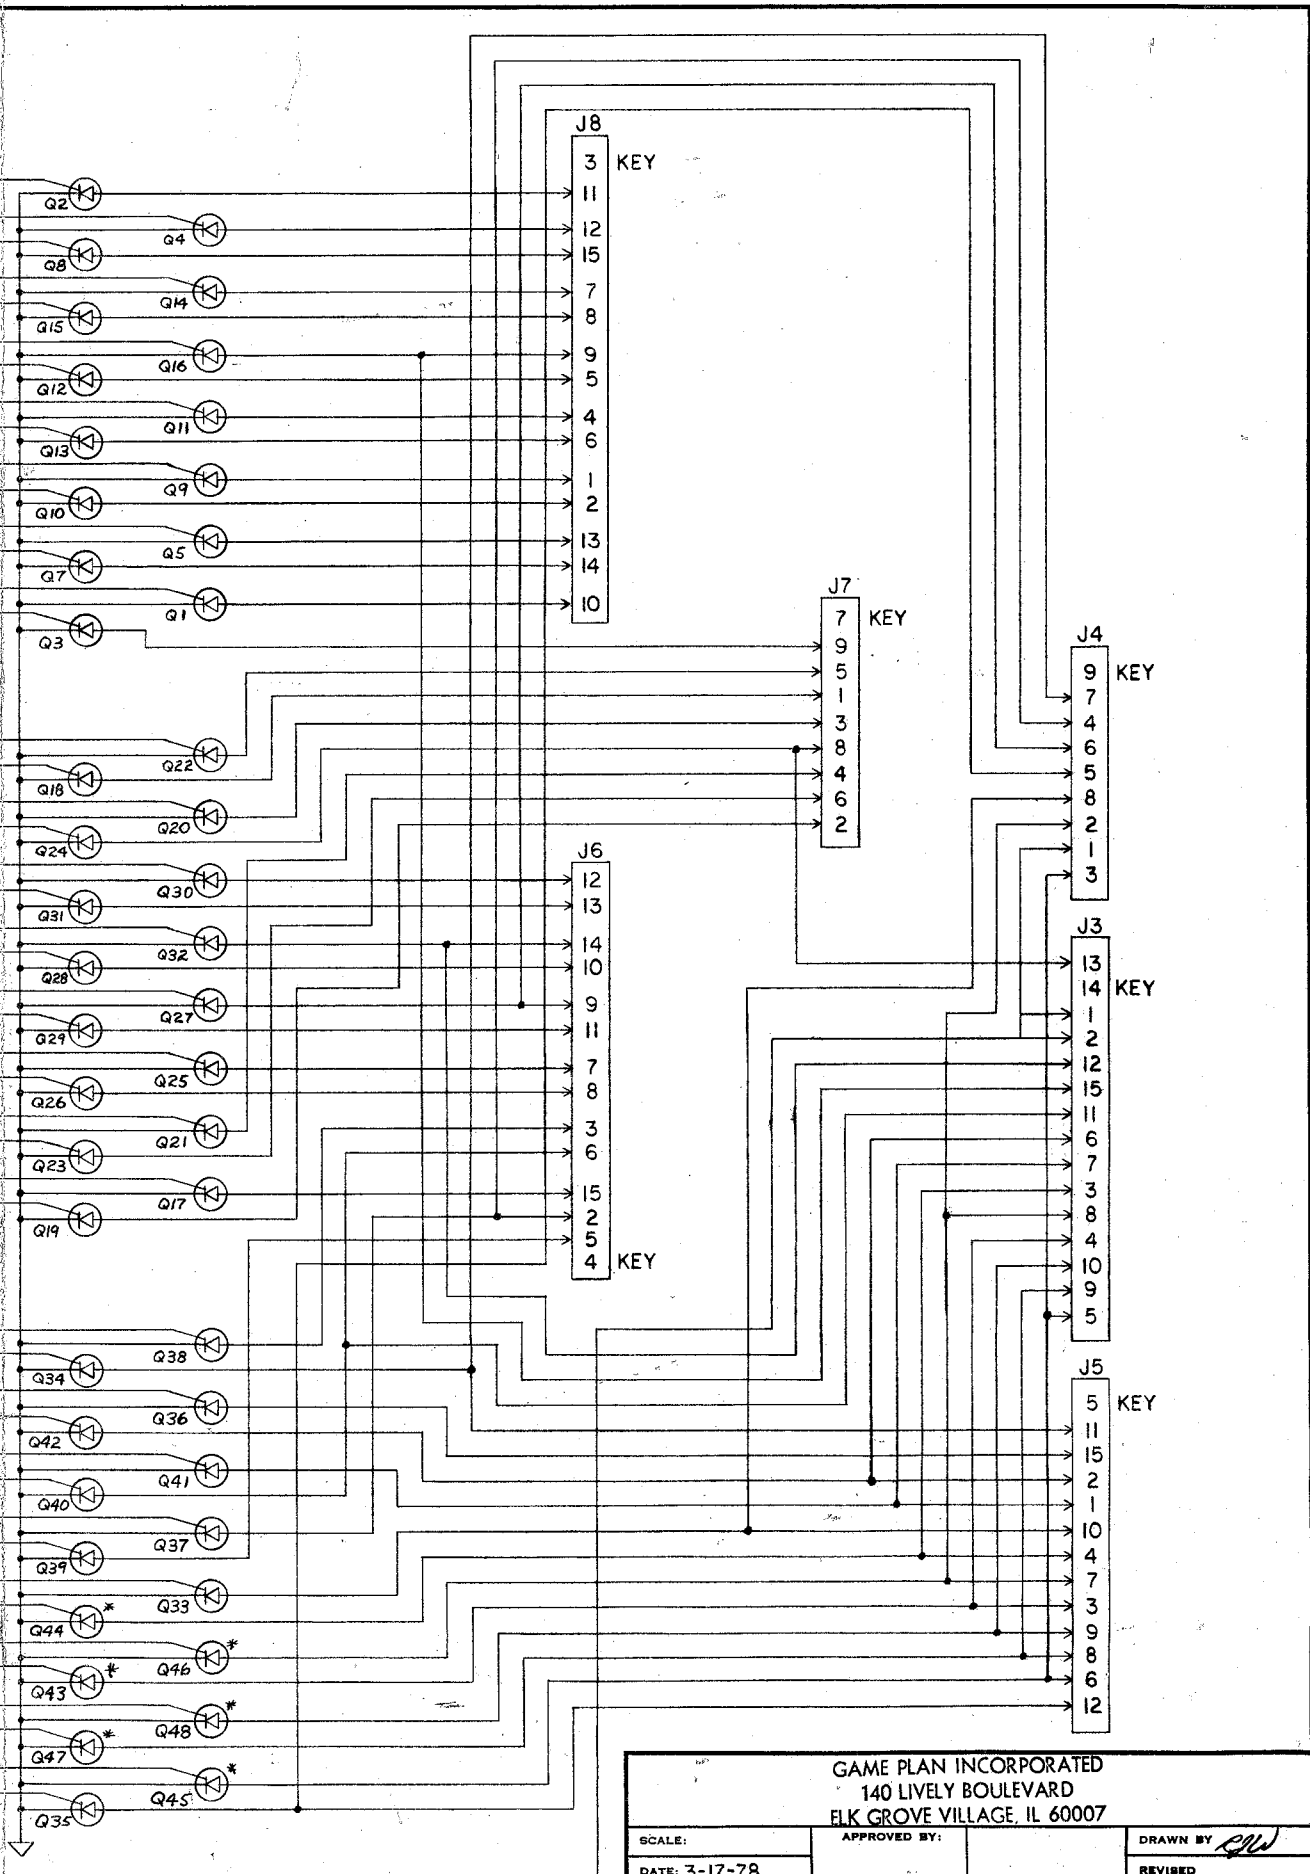 J8
3 KEY
11
12
15
7
8
9
5
4
6
1
2
13
14
10
Q2
Q4
Q8
Q14
Q15
Q16
Q12
Q11
Q13
Q9
Q10
Q5
Q7
Q1
Q3
J7
7 KEY
9
5
1
3
8
4
6
2
J4
9 KEY
7
4
6
5
8
2
1
3
Q22
Q18
Q20
Q24
Q30
Q31
Q32
Q28
Q27
Q29
Q25
Q26
Q21
Q23
Q17
Q19
J6
12
13
14
10
9
11
7
8
3
6
15
2
5
4 KEY
J3
13
14 KEY
1
2
12
15
11
6
7
3
8
4
10
9
5
Q38
Q34
Q36
Q42
Q41
Q40
Q37
Q39
Q33
Q44 *
Q46 *
Q43 *
Q48 *
Q47 *
Q45 *
Q35
J5
5 KEY
11
15
2
1
10
4
7
3
9
8
6
12
GAME PLAN INCORPORATED
140 LIVELY BOULEVARD
ELK GROVE VILLAGE, IL 60007
SCALE:
APPROVED BY:
DRAWN BY
DATE: 3-17-78
REVISED